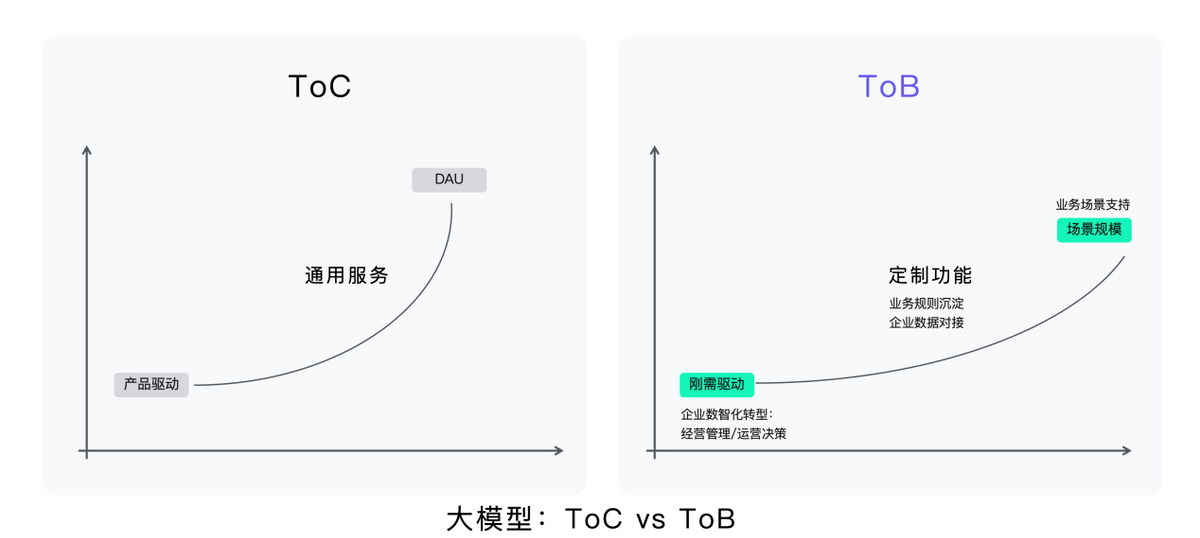 ToC
DAU
通用服务
产品驱动
ToB
业务场景支持
场景规模
定制功能
业务规则沉淀
企业数据对接
刚需驱动
企业数智化转型：
经营管理/运营决策
大模型：ToC vs ToB